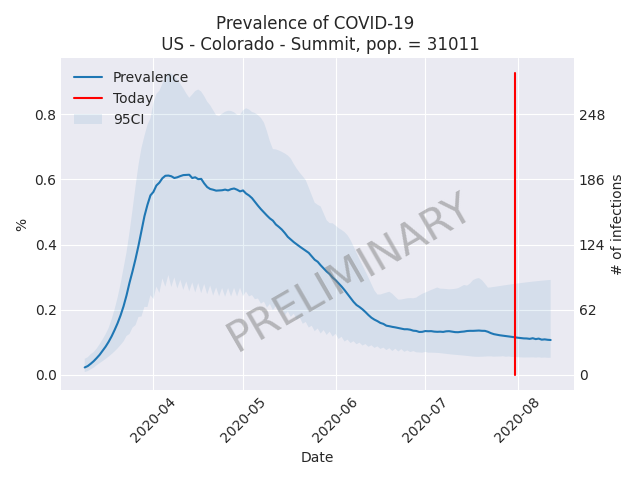 Prevalence of COVID-19
US - Colorado - Summit, pop. = 31011
Prevalence
Today
95CI
0.8
0.6
0.4
0.2
0.0
%
248
186
124
62
0
# of infections
PRELIMINARY
2020-04
2020-05
2020-06
2020-07
2020-08
Date